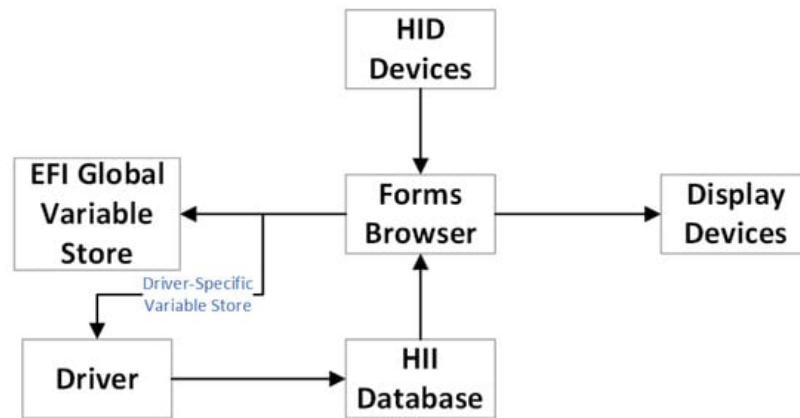 HID
Devices
EFI Global
Variable
Store
Forms
Browser
Display
Devices
Driver-Specific
Variable Store
Driver
HII
Database